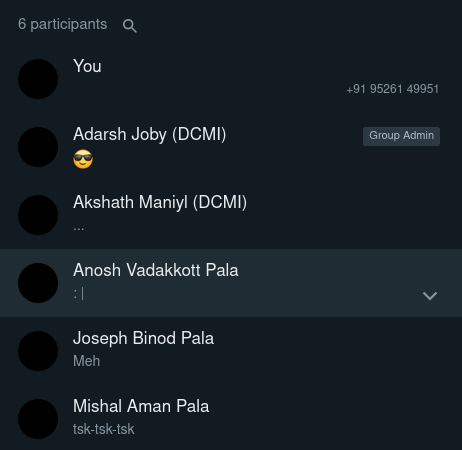 6 participants
You
+91 95261 49951
Adarsh Joby (DCMI)
Group Admin
😎
Akshath Maniyl (DCMI)
...
Anosh Vadakkott Pala
: |
Joseph Binod Pala
Meh
Mishal Aman Pala
tsk-tsk-tsk